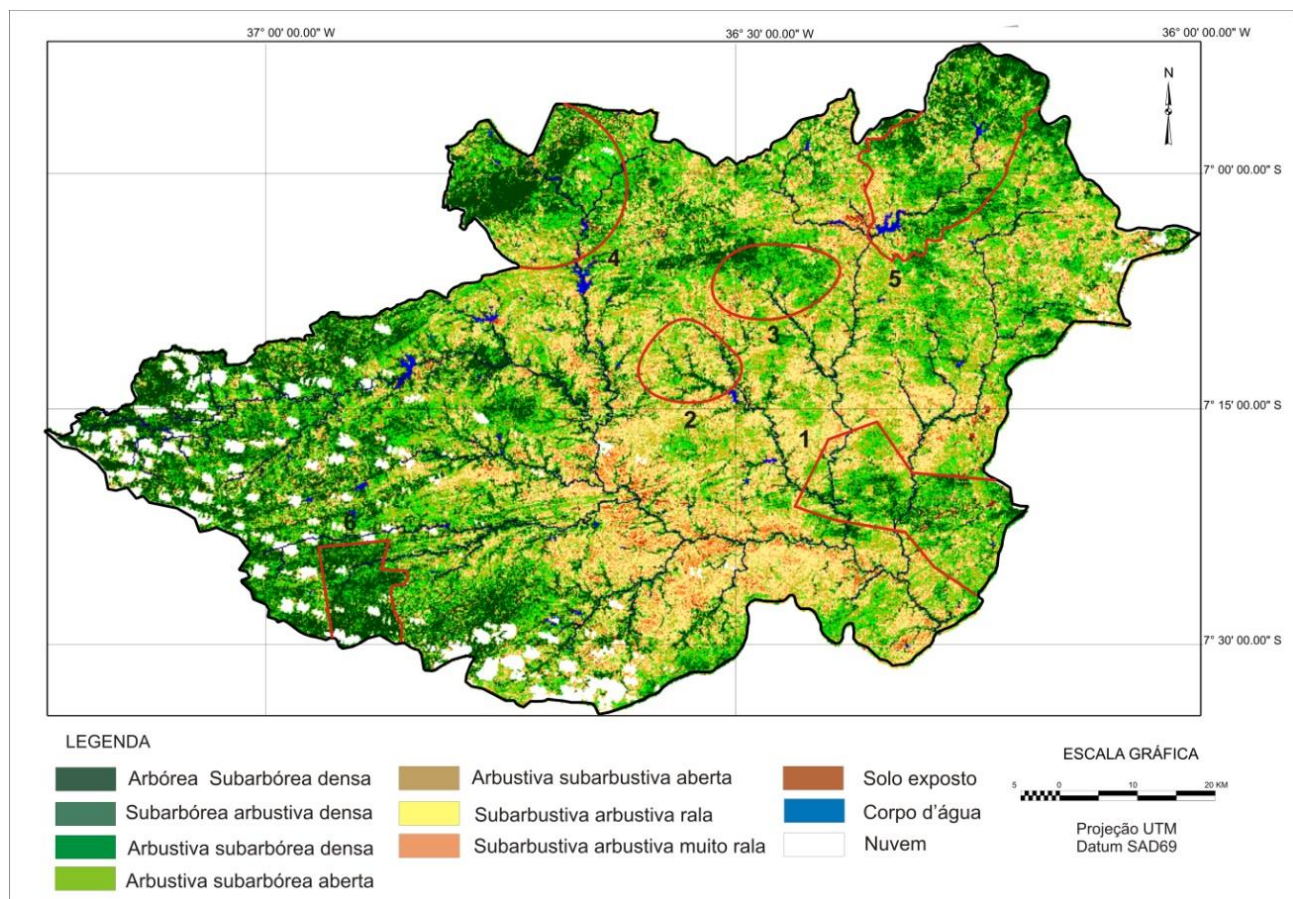 37° 00' 00.00" W
36° 30' 00.00" W
36° 00' 00.00" W
N
7° 00' 00.00" S
4
5
3
7° 15' 00.00" S
2
1
6
7° 30' 00.00" S
LEGENDA
Arbórea Subarbórea densa
Subarbórea arbustiva densa
Arbustiva subarbórea densa
Arbustiva subarbórea aberta
Arbustiva subarbustiva aberta
Subarbustiva arbustiva rala
Subarbustiva arbustiva muito rala
Solo exposto
Corpo d'água
Nuvem
ESCALA GRÁFICA
5 0 10 20 KM
Projeção UTM
Datum SAD69